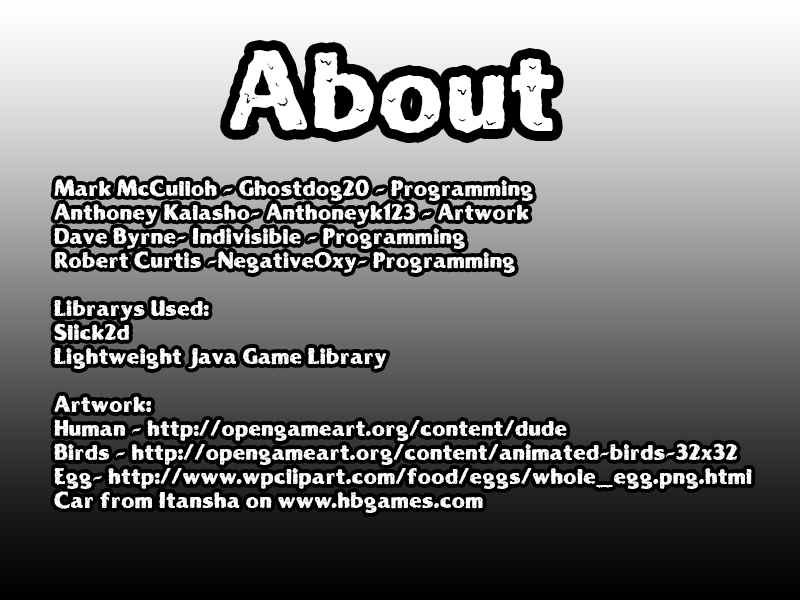 About
Mark McCulloh - Ghostdog20 - Programming
Anthoney Kalasho- Anthoneyk123 - Artwork
Dave Byrne- Indivisible - Programming
Robert Curtis -NegativeOxy- Programming
Librarys Used:
Slick2d
Lightweight Java Game Library
Artwork:
Human - http://opengameart.org/content/dude
Birds - http://opengameart.org/content/animated-birds-32x32
Egg- http://www.wpclipart.com/food/eggs/whole_egg.png.html
Car from Itansha on www.hbgames.com